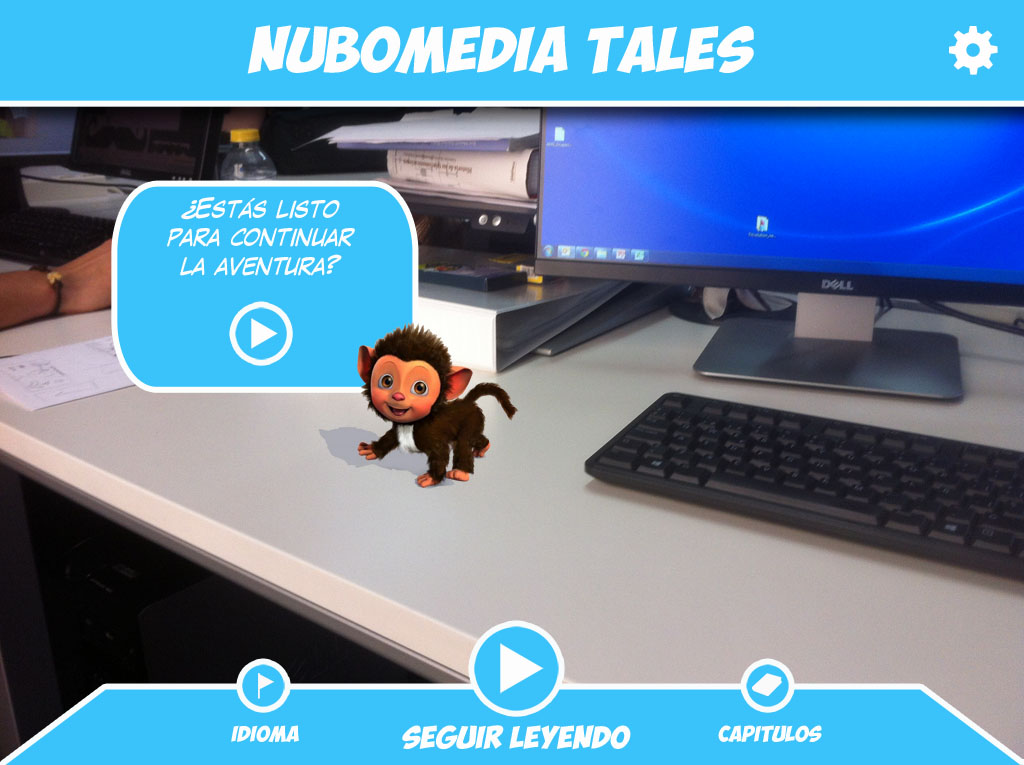 NUBOMEDIA TALES
¿ESTÁS LISTO
PARA CONTINUAR
LA AVENTURA?
DELL
IDIOMA
SEGUIR LEYENDO
CAPITULOS